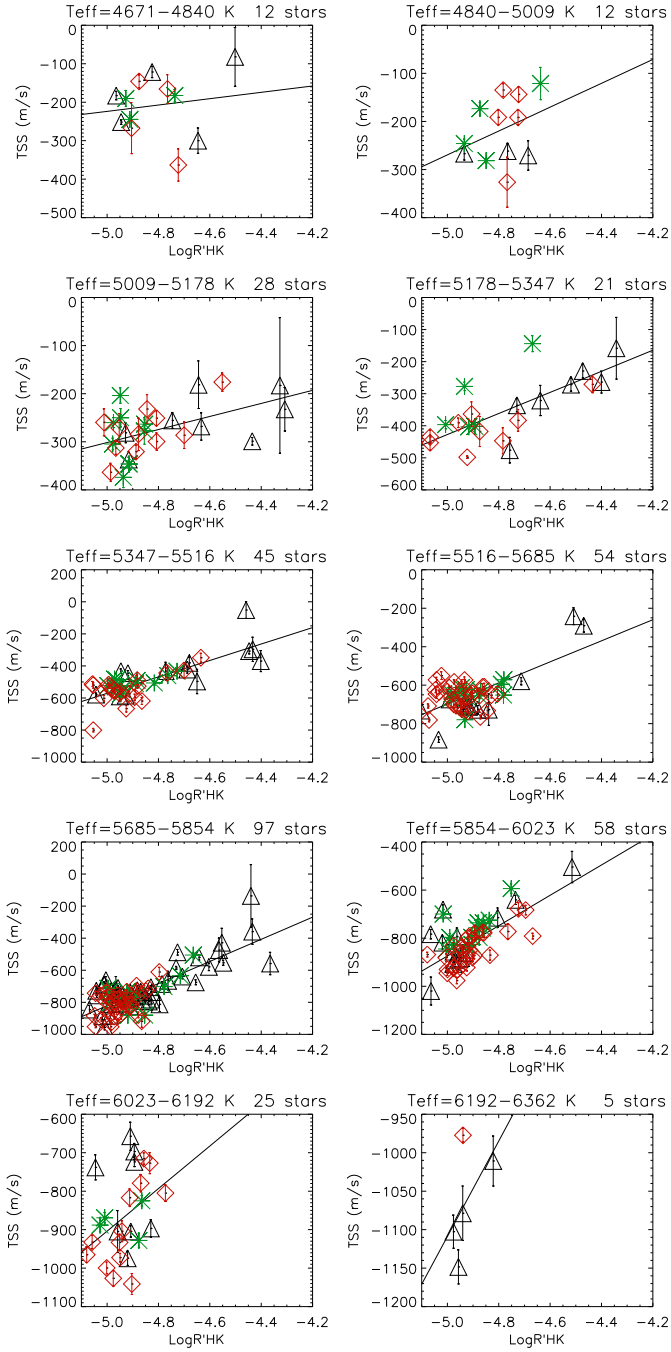 Teff=4671−4840 K 12 stars
TSS (m/s)
0
−100
−200
−300
−400
−500
−5.0 −4.8 −4.6 −4.4 −4.2
LogR'HK
Teff=4840−5009 K 12 stars
TSS (m/s)
0
−100
−200
−300
−400
−5.0 −4.8 −4.6 −4.4 −4.2
LogR'HK
Teff=5009−5178 K 28 stars
TSS (m/s)
0
−100
−200
−300
−400
−5.0 −4.8 −4.6 −4.4 −4.2
LogR'HK
Teff=5178−5347 K 21 stars
TSS (m/s)
0
−100
−200
−300
−400
−500
−600
−5.0 −4.8 −4.6 −4.4 −4.2
LogR'HK
Teff=5347−5516 K 45 stars
TSS (m/s)
200
0
−200
−400
−600
−800
−1000
−5.0 −4.8 −4.6 −4.4 −4.2
LogR'HK
Teff=5516−5685 K 54 stars
TSS (m/s)
200
0
−200
−400
−600
−800
−1000
−5.0 −4.8 −4.6 −4.4 −4.2
LogR'HK
Teff=5685−5854 K 97 stars
TSS (m/s)
200
0
−200
−400
−600
−800
−1000
−5.0 −4.8 −4.6 −4.4 −4.2
LogR'HK
Teff=5854−6023 K 58 stars
TSS (m/s)
−400
−600
−800
−1000
−1200
−5.0 −4.8 −4.6 −4.4 −4.2
LogR'HK
Teff=6023−6192 K 25 stars
TSS (m/s)
−600
−700
−800
−900
−1000
−1100
−5.0 −4.8 −4.6 −4.4 −4.2
LogR'HK
Teff=6192−6362 K 5 stars
TSS (m/s)
−950
−1000
−1050
−1100
−1150
−1200
−5.0 −4.8 −4.6 −4.4 −4.2
LogR'HK